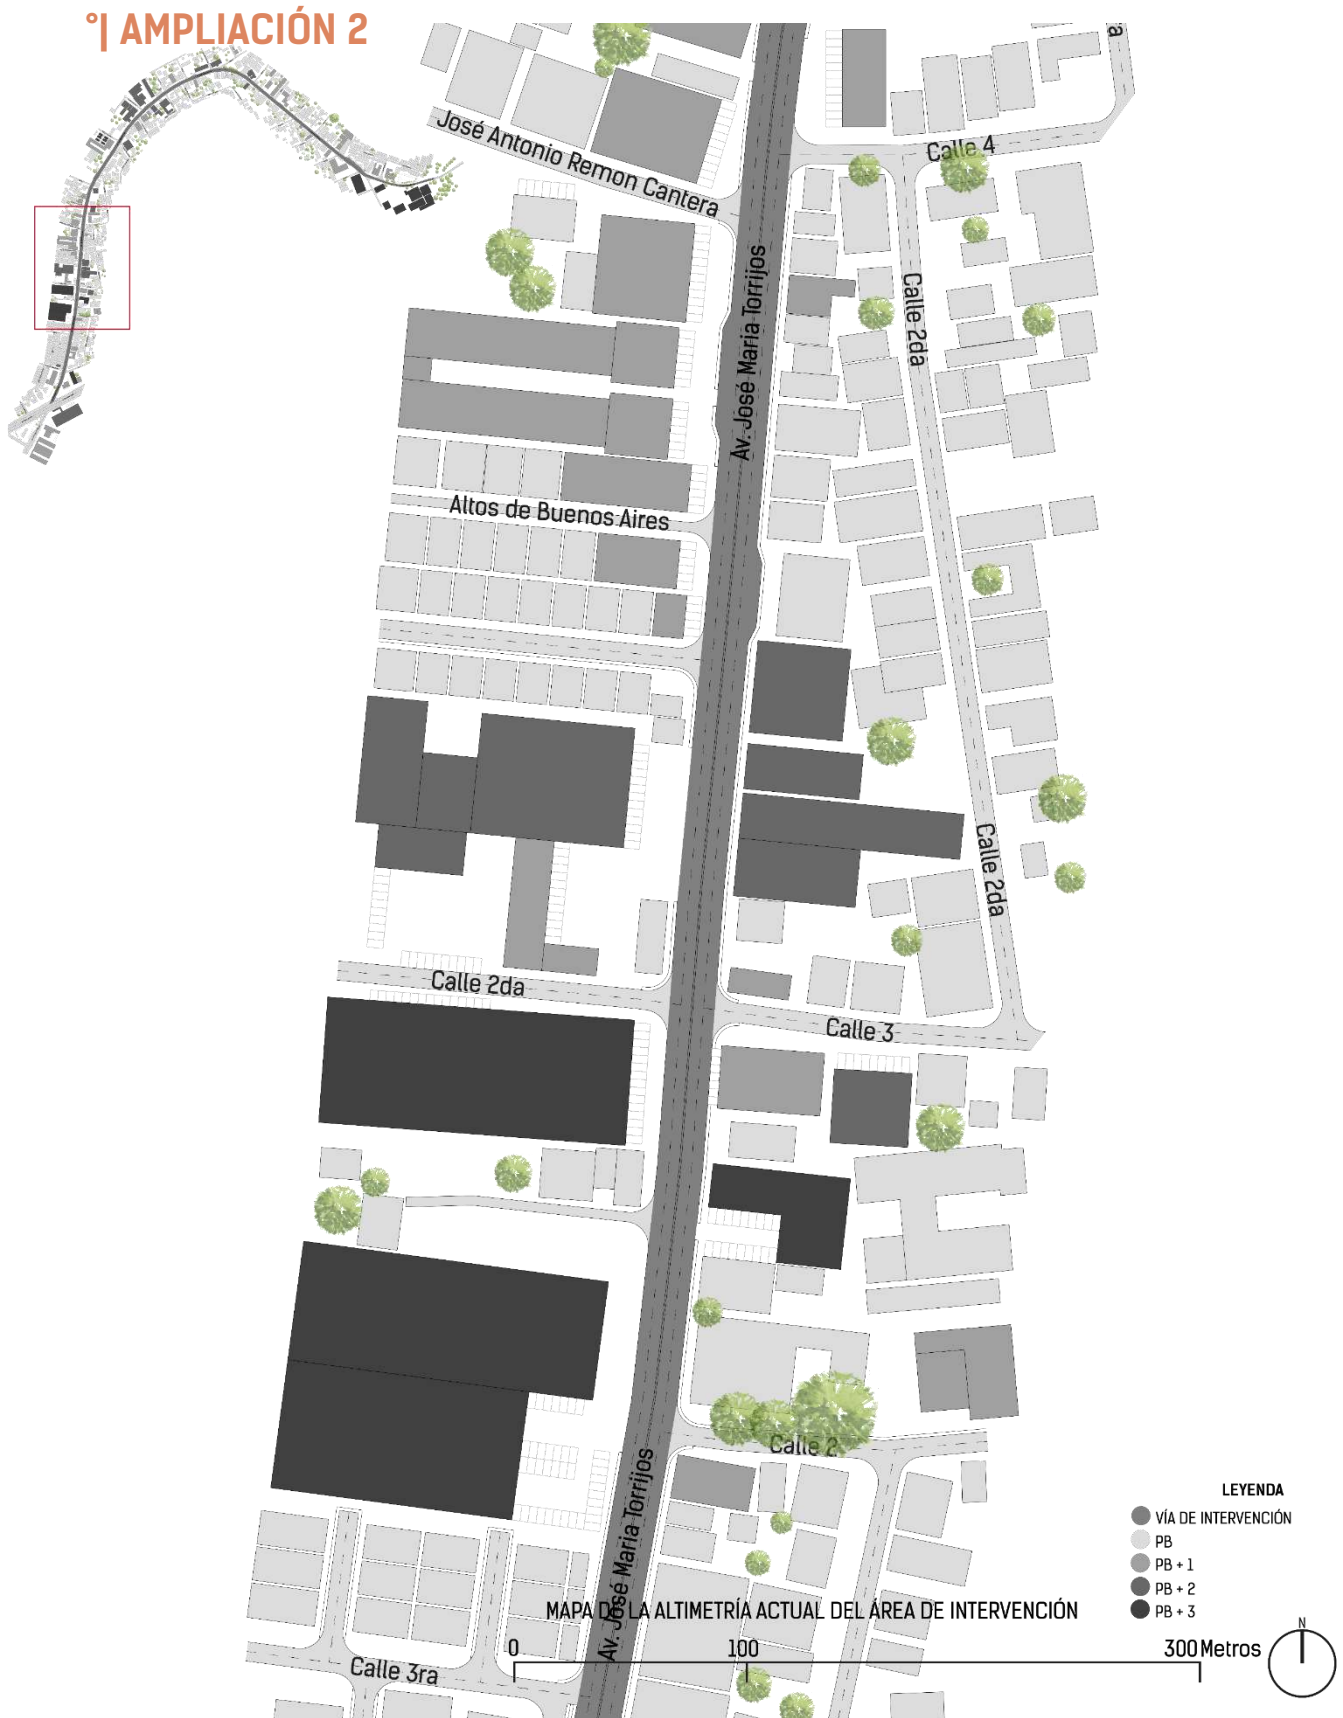 °| AMPLIACIÓN 2
a
José Antonio Remon Cantera
Calle 4
Av. José Maria Torrijos
Calle 2da
Altos de Buenos Aires
Calle 2da
Calle 2da
Calle 3
Calle 2
Av. José Maria Torrijos
LEYENDA
VÍA DE INTERVENCIÓN
PB
PB + 1
PB + 2
PB + 3
MAPA DE LA ALTIMETRÍA ACTUAL DEL ÁREA DE INTERVENCIÓN
0
100
300 Metros
N
Calle 3ra